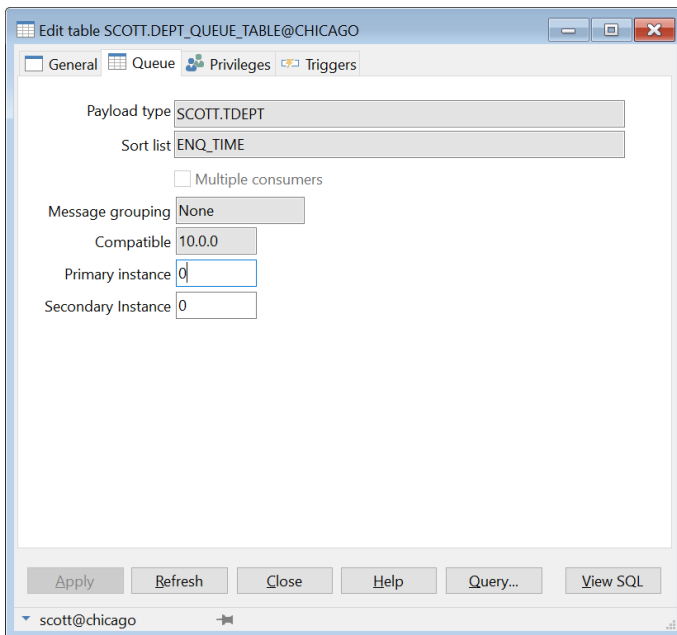 Edit table SCOTT.DEPT_QUEUE_TABLE@CHICAGO
General Queue Privileges Triggers
Payload type SCOTT.TDEPT
Sort list ENQ_TIME
Multiple consumers
Message grouping None
Compatible 10.0.0
Primary instance 0
Secondary Instance 0
Apply Refresh Close Help Query... View SQL
scott@chicago